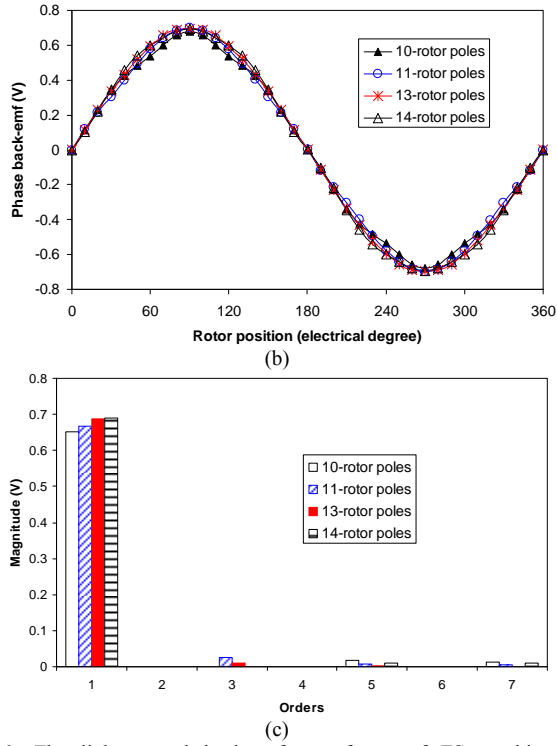 0.8
0.6
0.4
0.2
0
-0.2
-0.4
-0.6
-0.8
Phase back-emf (V)
10-rotor poles
11-rotor poles
13-rotor poles
14-rotor poles
0 60 120 180 240 300 360
Rotor position (electrical degree)
(b)
0.8
0.7
0.6
0.5
0.4
0.3
0.2
0.1
0
Magnitude (V)
10-rotor poles
11-rotor poles
13-rotor poles
14-rotor poles
1 2 3 4 5 6 7
Orders
(c)